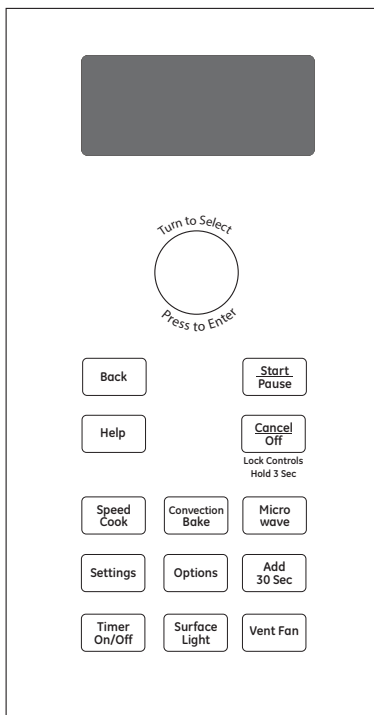 Turn to Select
Press to Enter
Back
Start
Pause
Help
Cancel
Off
Lock Controls
Hold 3 Sec
Speed
Cook
Convection
Bake
Micro
wave
Settings
Options
Add
30 Sec
Timer
On/Off
Surface
Light
Vent Fan